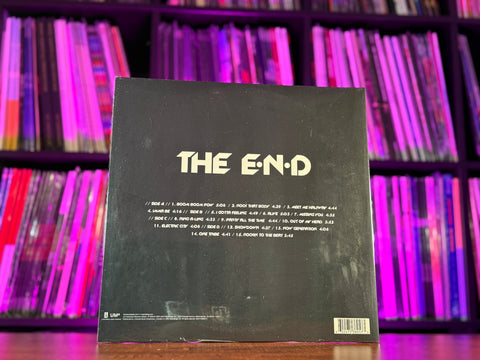 THE E·N·D
// SIDE A // 1. BOOM BOOM POW 5:08 / 2. ROCK THAT BODY 4:29 / 3. MEET ME HALFWAY 4:44
4. IMMA BE 4:16 // SIDE B // 5. I GOTTA FEELING 4:49 / 6. ALIVE 5:03 / 7. MISSING YOU 4:35
// SIDE C // 8. RING A LING 4:33 / 9. PARTY ALL THE TIME 4:44 / 10. OUT OF MY HEAD 3:53
11. ELECTRIC CITY 4:08 // SIDE D // 12. SHOWDOWN 4:27 / 13. NOW GENERATION 4:06
14. ONE TRIBE 4:41 / 15. ROCKIN TO THE BEAT 3:45